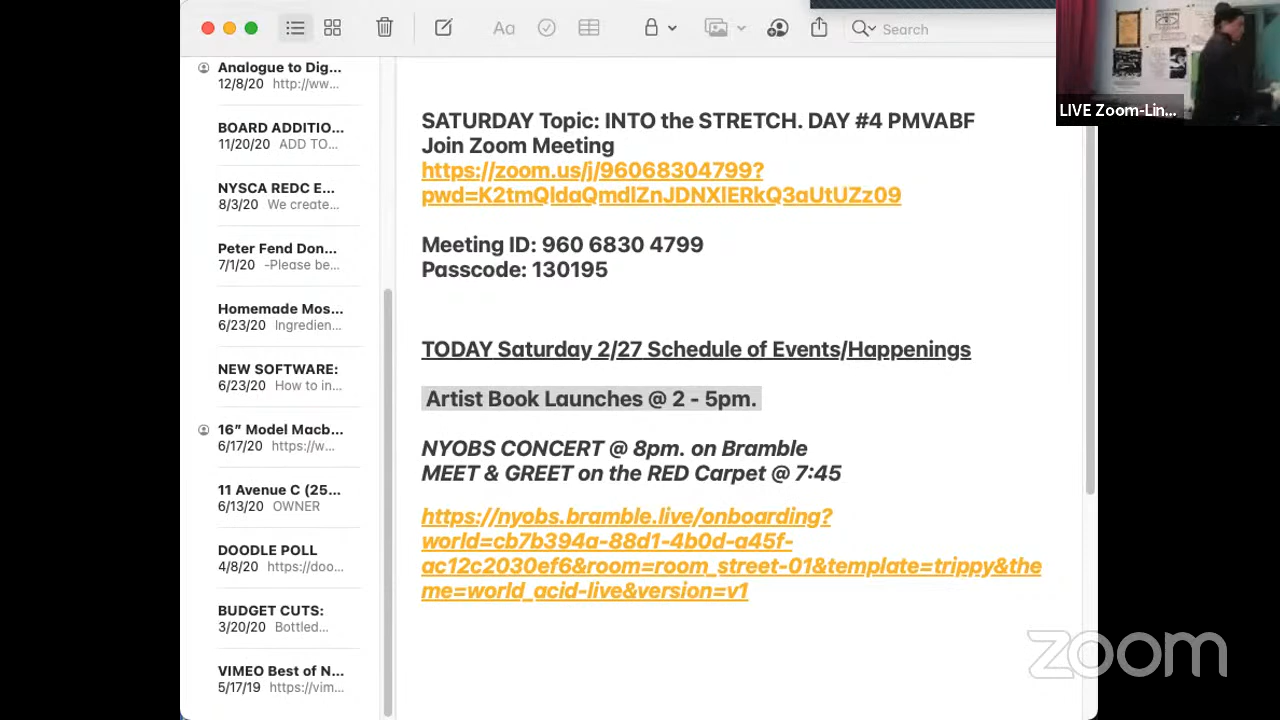 Aa
Search
LIVE Zoom-Lin...
Analogue to Dig...
12/8/20 http://ww...
BOARD ADDITIO...
11/20/20 ADD TO...
NYSCA REDC E...
8/3/20 We create...
Peter Fend Don...
7/1/20 -Please be...
Homemade Mos...
6/23/20 Ingredien...
NEW SOFTWARE:
6/23/20 How to in...
16” Model Macb...
6/17/20 https://w...
11 Avenue C (25...
6/13/20 OWNER
DOODLE POLL
4/8/20 https://doo...
BUDGET CUTS:
3/20/20 Bottled...
VIMEO Best of N...
5/17/19 https://vim...
SATURDAY Topic: INTO the STRETCH. DAY #4 PMVABF
Join Zoom Meeting
https://zoom.us/j/96068304799?
pwd=K2tmQldaQmdlZnJDNXlERkQ3aUtUZz09
Meeting ID: 960 6830 4799
Passcode: 130195
TODAY Saturday 2/27 Schedule of Events/Happenings
Artist Book Launches @ 2 - 5pm.
NYOBS CONCERT @ 8pm. on Bramble
MEET & GREET on the RED Carpet @ 7:45
https://nyobs.bramble.live/onboarding?
world=cb7b394a-88d1-4b0d-a45f-
ac12c2030ef6&room=room_street-01&template=trippy&the
me=world_acid-live&version=v1
zoom